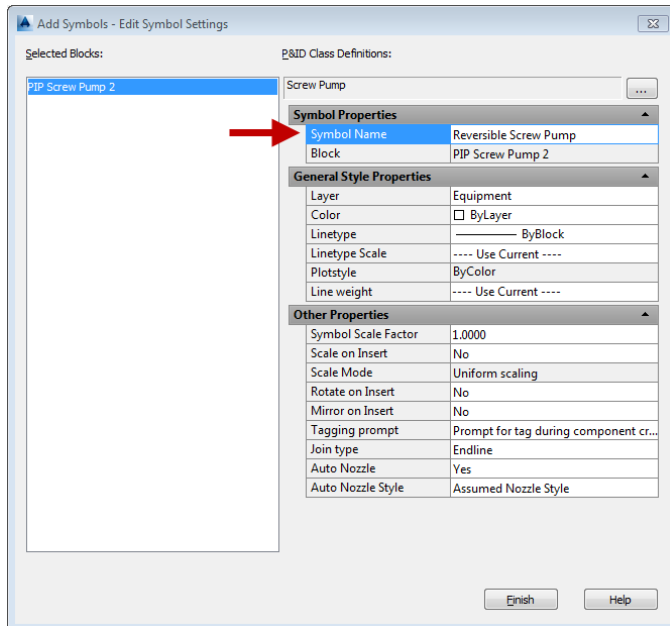 Add Symbols - Edit Symbol Settings
Selected Blocks:
P&ID Class Definitions:
PIP Screw Pump 2
Screw Pump
...
Symbol Properties
Symbol Name Reversible Screw Pump
Block PIP Screw Pump 2
General Style Properties
Layer Equipment
Color ByLayer
Linetype ByBlock
Linetype Scale ---- Use Current ----
Plotstyle ByColor
Line weight ---- Use Current ----
Other Properties
Symbol Scale Factor 1.0000
Scale on Insert No
Scale Mode Uniform scaling
Rotate on Insert No
Mirror on Insert No
Tagging prompt Prompt for tag during component cr...
Join type Endline
Auto Nozzle Yes
Auto Nozzle Style Assumed Nozzle Style
Finish
Help